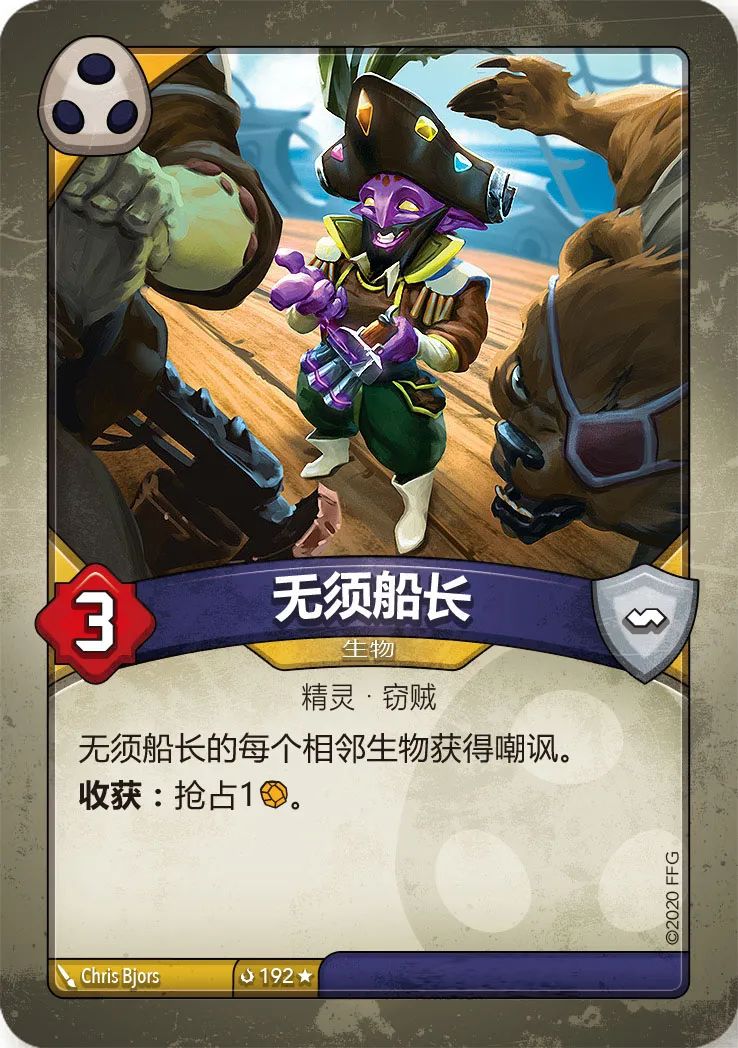 3
无须船长
生物
精灵 · 窃贼
无须船长的每个相邻生物获得嘲讽。
收获：抢占1。
©2020 FFG
Chris Bjors
192